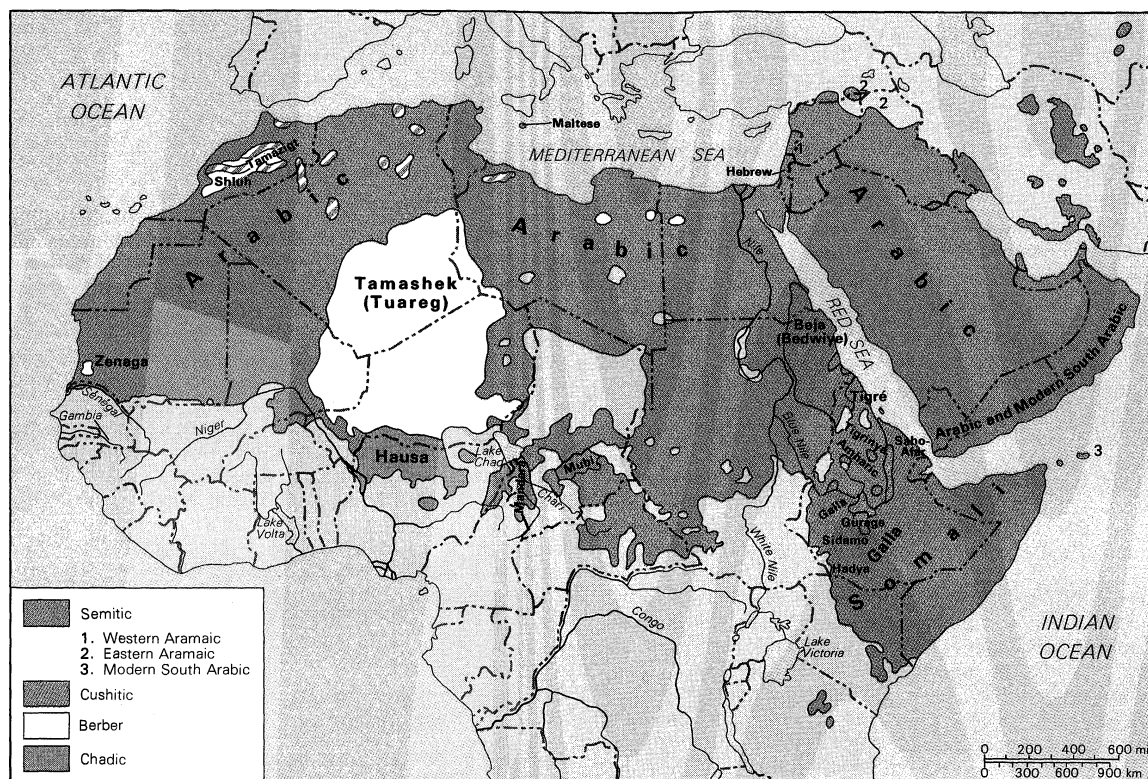 ATLANTIC
OCEAN
Maltese
MEDITERRANEAN SEA
Hebrew
2
2
1
Tamazigt
Shluh
Arabic
Arabic
Arabic
Nile
Tamashek
(Tuareg)
RED SEA
Beja
(Bedwiye)
Zenaga
Sénégal
Gambia
Niger
Tigré
Arabic and Modern South Arabic
Tigrinya
Saho-
Afar
Amharic
Blue Nile
3
Hausa
Lake
Chad
Mubi
Chari
Lake
Volta
Galla
Gurage
Sidamo
Galla
Hadya
Somali
White Nile
Congo
Lake
Victoria
INDIAN
OCEAN
Semitic
1. Western Aramaic
2. Eastern Aramaic
3. Modern South Arabic
Cushitic
Berber
Chadic
0 200 400 600 mi
0 300 600 900 km